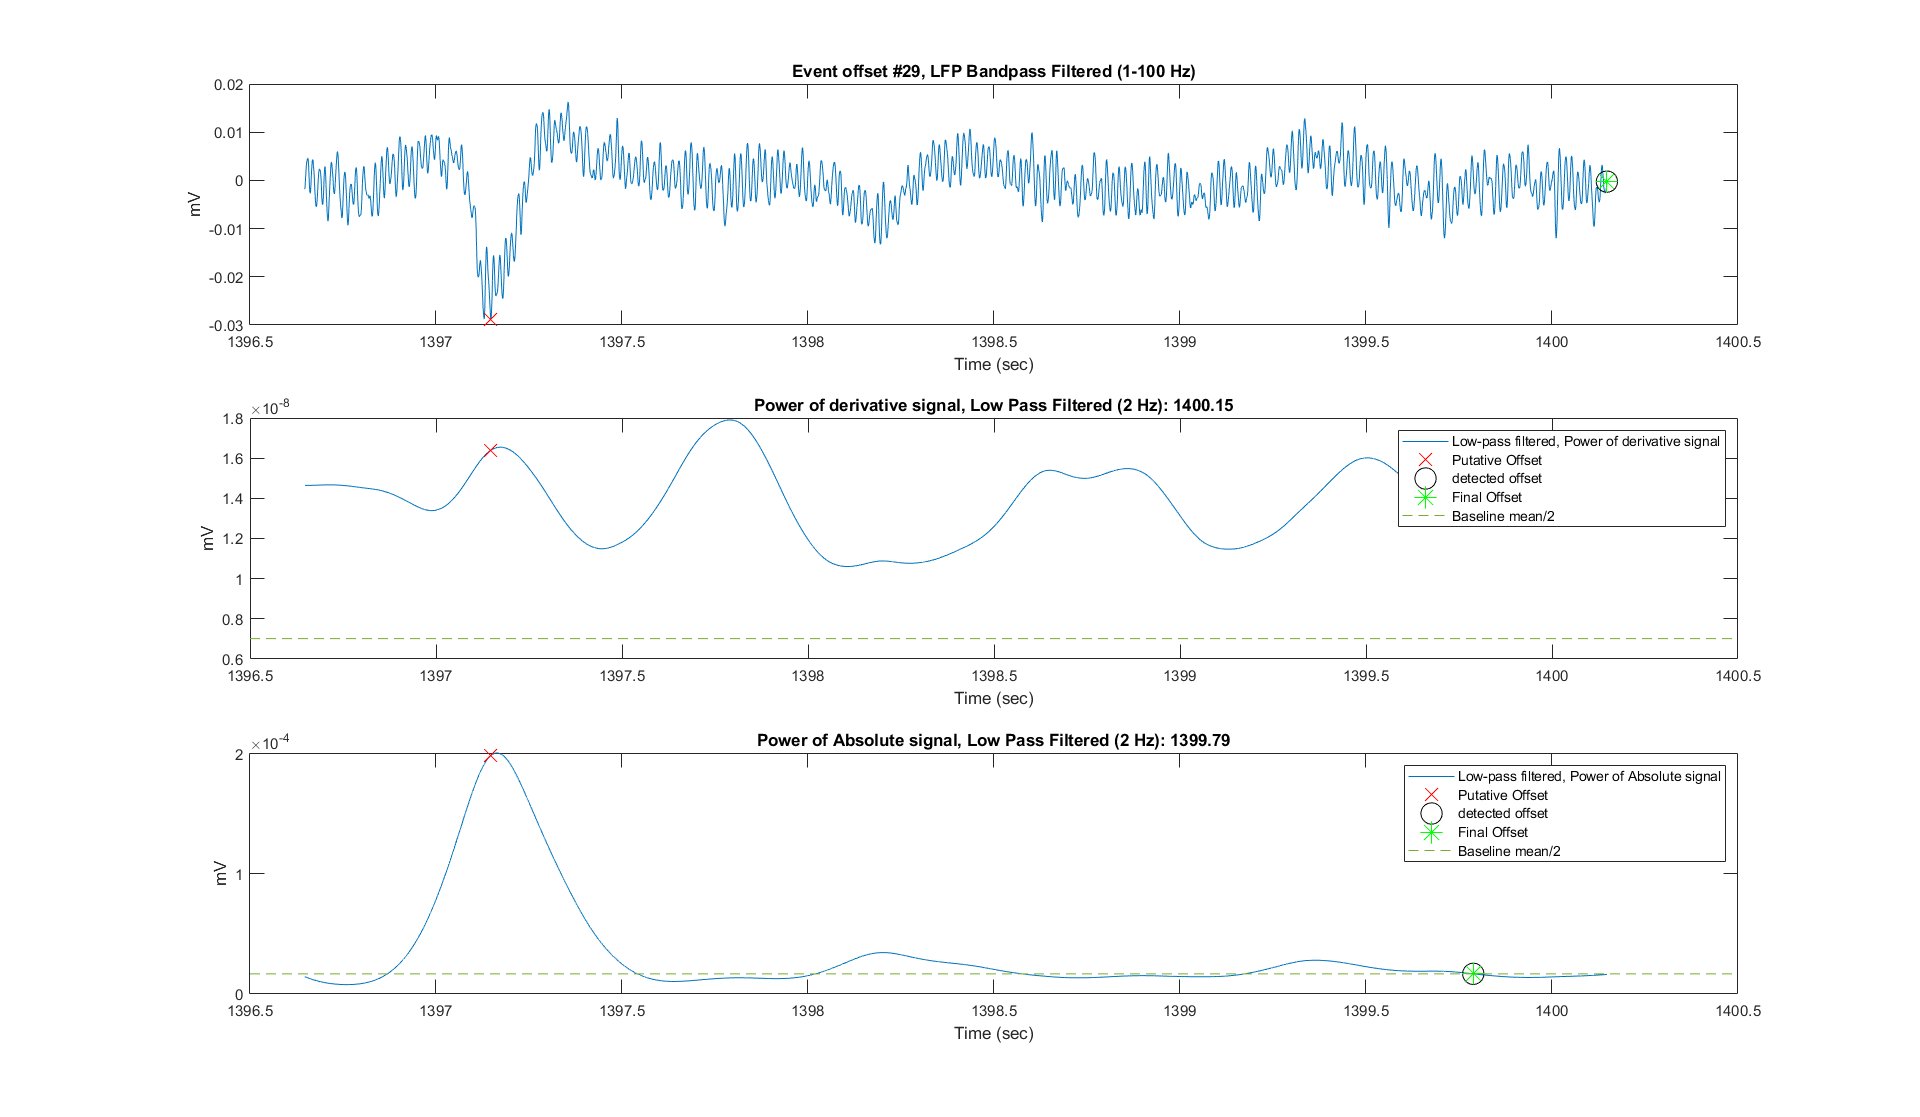 Event offset #29, LFP Bandpass Filtered (1-100 Hz)
0.02
0.01
0
-0.01
-0.02
-0.03
mV
1396.5 1397 1397.5 1398 1398.5 1399 1399.5 1400 1400.5
Time (sec)
×10-8
Power of derivative signal, Low Pass Filtered (2 Hz): 1400.15
1.8
1.6
1.4
1.2
1
0.8
0.6
mV
Low-pass filtered, Power of derivative signal
Putative Offset
detected offset
Final Offset
Baseline mean/2
1396.5 1397 1397.5 1398 1398.5 1399 1399.5 1400 1400.5
Time (sec)
×10-4
Power of Absolute signal, Low Pass Filtered (2 Hz): 1399.79
2
1
0
mV
Low-pass filtered, Power of Absolute signal
Putative Offset
detected offset
Final Offset
Baseline mean/2
1396.5 1397 1397.5 1398 1398.5 1399 1399.5 1400 1400.5
Time (sec)